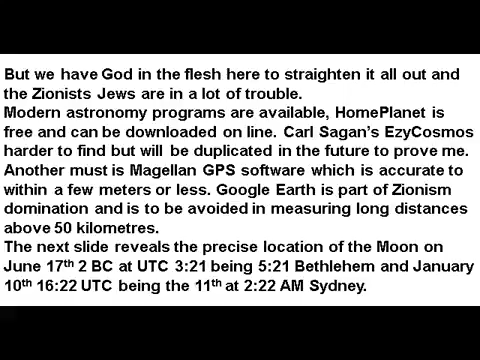 But we have God in the flesh here to straighten it all out and
the Zionists Jews are in a lot of trouble.
Modern astronomy programs are available, HomePlanet is
free and can be downloaded on line. Carl Sagan's EzyCosmos
harder to find but will be duplicated in the future to prove me.
Another must is Magellan GPS software which is accurate to
within a few meters or less. Google Earth is part of Zionism
domination and is to be avoided in measuring long distances
above 50 kilometres.
The next slide reveals the precise location of the Moon on
June 17th 2 BC at UTC 3:21 being 5:21 Bethlehem and January
10th 16:22 UTC being the 11th at 2:22 AM Sydney.